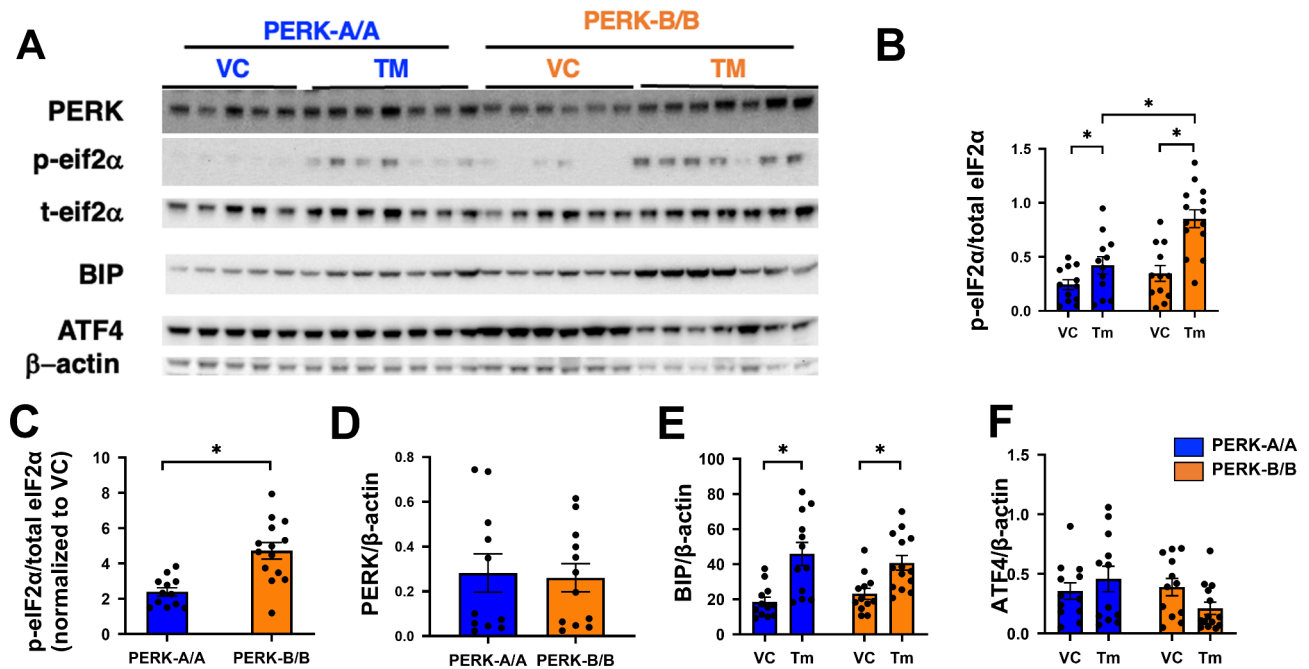 A
PERK-A/A
PERK-B/B
VC
TM
VC
TM
PERK
p-eif2α
t-eif2α
BIP
ATF4
β-actin
B
p-eIF2α/total eIF2α
1.5
1.0
0.5
0.0
*
*
*
VC
Tm
VC
Tm
C
p-eIF2α/total eIF2α
(normalized to VC)
10
8
6
4
2
0
*
PERK-A/A
PERK-B/B
D
PERK/β-actin
0.8
0.6
0.4
0.2
0.0
PERK-A/A
PERK-B/B
E
BIP/β-actin
100
80
60
40
20
0
*
*
VC
Tm
VC
Tm
F
ATF4/β-actin
1.5
1.0
0.5
0.0
PERK-A/A
PERK-B/B
VC
Tm
VC
Tm